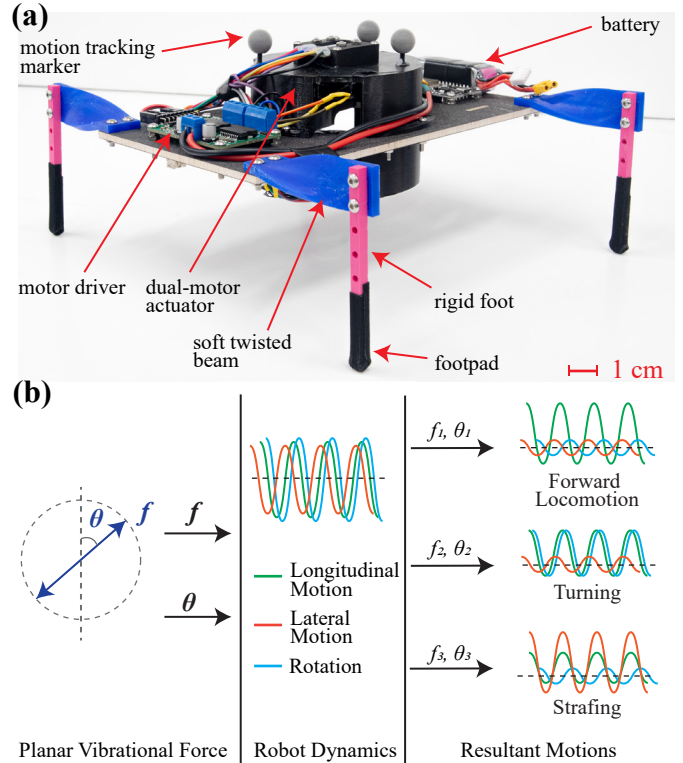 (a)
motion tracking
marker
battery
motor driver
dual-motor
actuator
soft twisted
beam
rigid foot
footpad
1 cm
(b)
θ
f
f
θ
Longitudinal
Motion
Lateral
Motion
Rotation
f₁, θ₁
Forward
Locomotion
f₂, θ₂
Turning
f₃, θ₃
Strafing
Planar Vibrational Force
Robot Dynamics
Resultant Motions